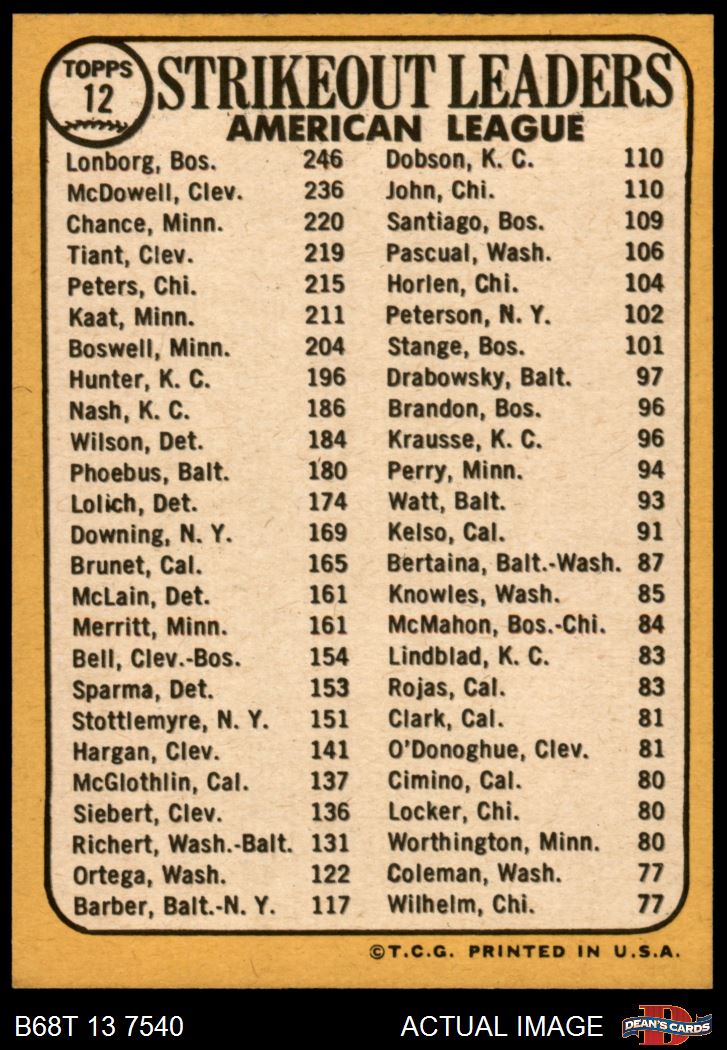 TOPPS
12
STRIKEOUT LEADERS
AMERICAN LEAGUE
Lonborg, Bos. 246
McDowell, Clev. 236
Chance, Minn. 220
Tiant, Clev. 219
Peters, Chi. 215
Kaat, Minn. 211
Boswell, Minn. 204
Hunter, K. C. 196
Nash, K. C. 186
Wilson, Det. 184
Phoebus, Balt. 180
Lolich, Det. 174
Downing, N. Y. 169
Brunet, Cal. 165
McLain, Det. 161
Merritt, Minn. 161
Bell, Clev.-Bos. 154
Sparma, Det. 153
Stottlemyre, N. Y. 151
Hargan, Clev. 141
McGlothlin, Cal. 137
Siebert, Clev. 136
Richert, Wash.-Balt. 131
Ortega, Wash. 122
Barber, Balt.-N. Y. 117
Dobson, K. C. 110
John, Chi. 110
Santiago, Bos. 109
Pascual, Wash. 106
Horlen, Chi. 104
Peterson, N. Y. 102
Stange, Bos. 101
Drabowsky, Balt. 97
Brandon, Bos. 96
Krausse, K. C. 96
Perry, Minn. 94
Watt, Balt. 93
Kelso, Cal. 91
Bertaina, Balt.-Wash. 87
Knowles, Wash. 85
McMahon, Bos.-Chi. 84
Lindblad, K. C. 83
Rojas, Cal. 83
Clark, Cal. 81
O'Donoghue, Clev. 81
Cimino, Cal. 80
Locker, Chi. 80
Worthington, Minn. 80
Coleman, Wash. 77
Wilhelm, Chi. 77
©T.C.G. PRINTED IN U.S.A.
B68T 13 7540
ACTUAL IMAGE
D
DEAN'S CARDS